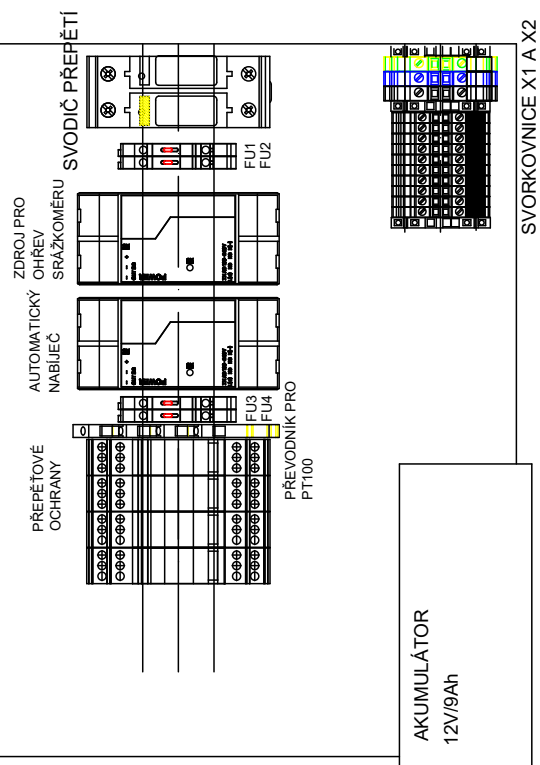 SVODIČ PŘEPĚTÍ
FU1
FU2
ZDROJ PRO
OHŘEV
SRÁŽKOMĚRU
AUTOMATICKÝ
NABÍJEČ
FU3
FU4
PŘEVODNÍK PRO
PT100
PŘEPĚŤOVÉ
OCHRANY
SVORKOVNICE X1 A X2
AKUMULÁTOR
12V/9Ah